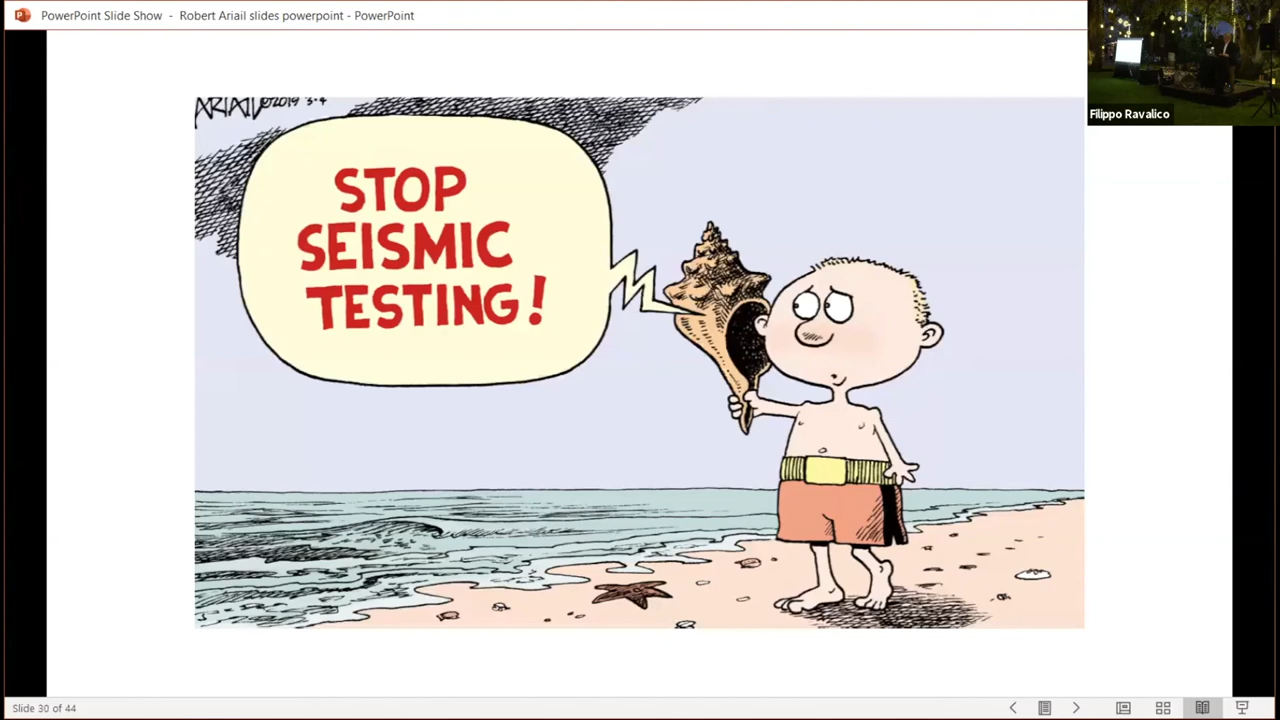 PowerPoint Slide Show - Robert Ariail slides powerpoint - PowerPoint
Filippo Ravalico
ARIAIL ©2019 3-4
STOP
SEISMIC
TESTING!
Slide 30 of 44